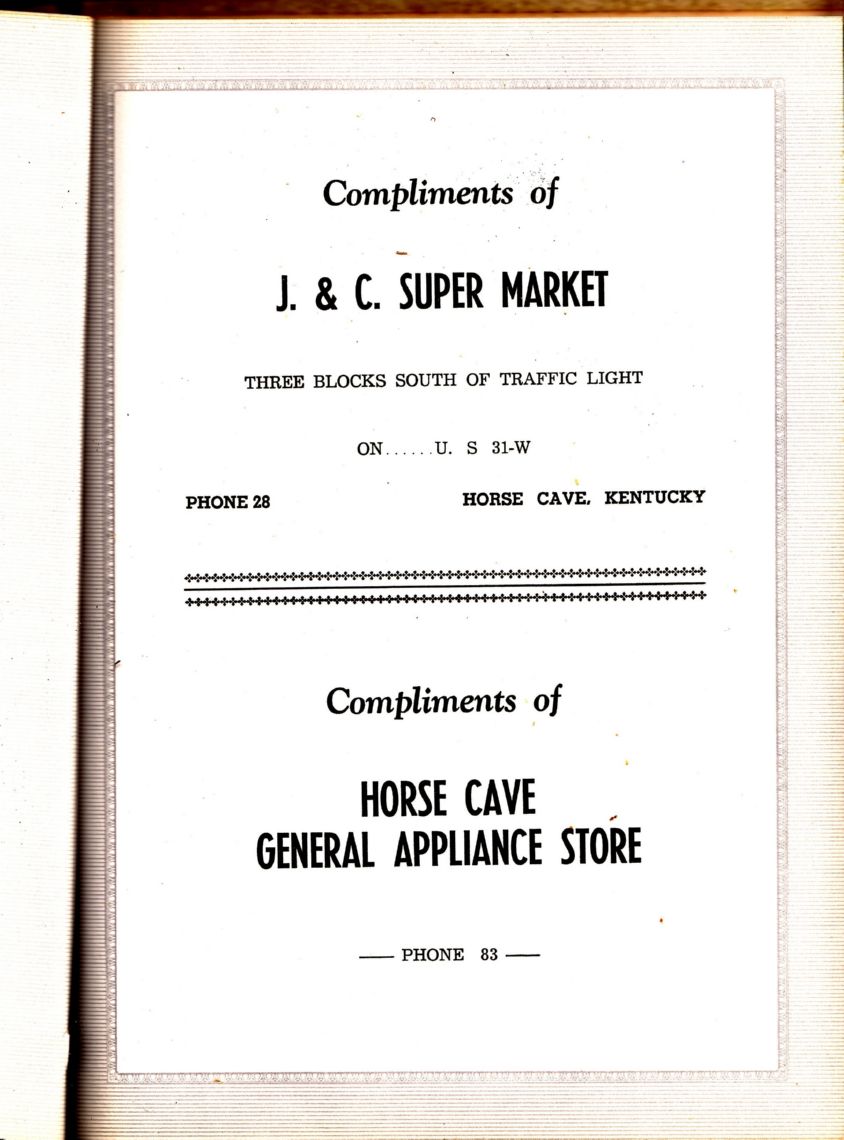 Compliments of
J. & C. SUPER MARKET
THREE BLOCKS SOUTH OF TRAFFIC LIGHT
ON......U. S 31-W
PHONE 28 HORSE CAVE, KENTUCKY
Compliments of
HORSE CAVE
GENERAL APPLIANCE STORE
—— PHONE 83 ——